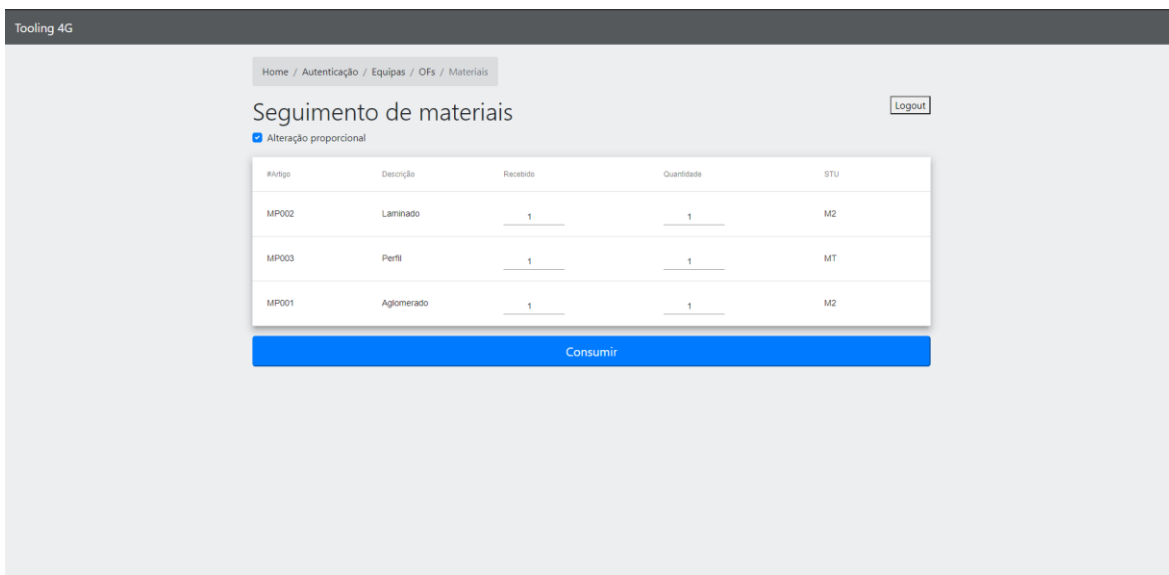 Tooling 4G
Home / Autenticação / Equipas / OFs / Materiais
Seguimento de materiais
Logout
Alteração proporcional
#Artigo Descrição Recebido Quantidade STU
MP002 Laminado 1 1 M2
MP003 Perfil 1 1 MT
MP001 Aglomerado 1 1 M2
Consumir